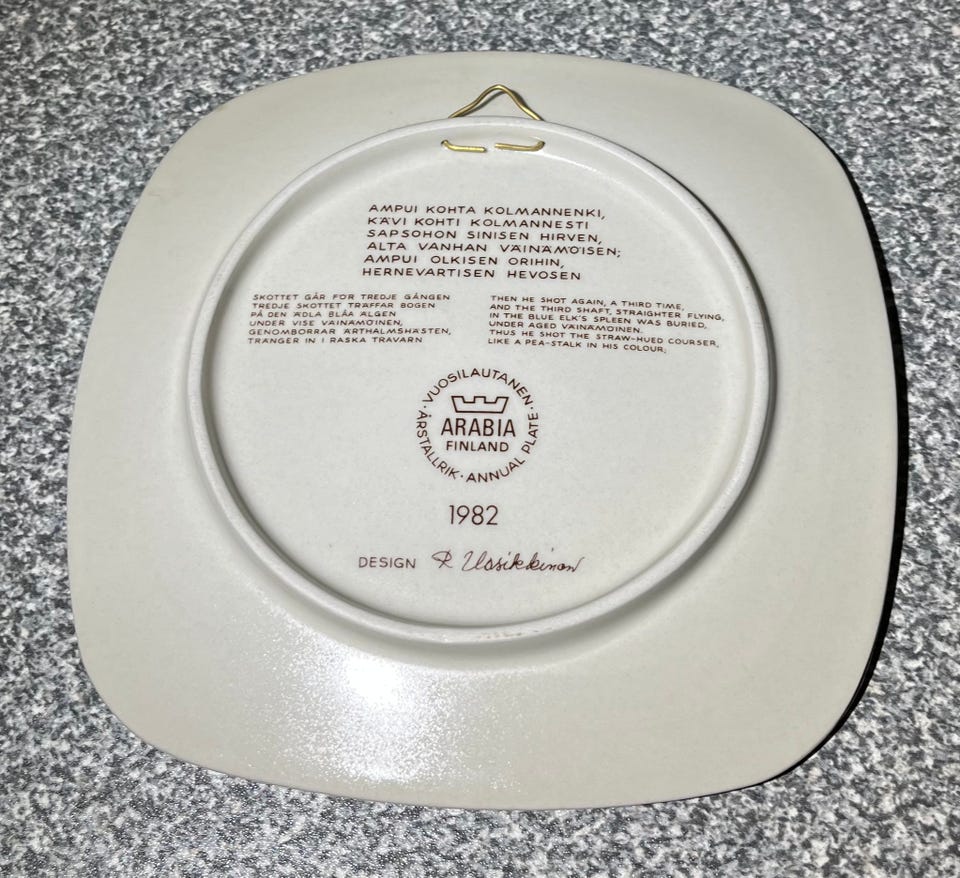 AMPUI KOHTA KOLMANNENKI,
KÄVI KOHTI KOLMANNESTI
SAPSOHON SINISEN HIRVEN,
ALTA VANHAN VÄINÄMÖISEN;
AMPUI OLKISEN ORIHIN,
HERNEVARTISEN HEVOSEN
SKOTTET GÅR FÖR TREDJE GÅNGEN
TREDJE SKOTTET TRÄFFAR BOGEN
PÅ DEN ÄDLA BLÅA ÄLGEN
UNDER VISE VÄINÄMÖINEN,
GENOMBORRAR ÄRTHALMSHÄSTEN,
TRÄNGER IN I RASKA TRAVARN
THEN HE SHOT AGAIN, A THIRD TIME,
AND THE THIRD SHAFT, STRAIGHTER FLYING,
IN THE BLUE ELK'S SPLEEN WAS BURIED,
UNDER AGED VÄINÄMÖINEN.
THUS HE SHOT THE STRAW-HUED COURSER,
LIKE A PEA-STALK IN HIS COLOUR;
· VUOSILAUTANEN ·
ARABIA
FINLAND
ÅRSTALLRIK · ANNUAL PLATE
1982
DESIGN R Uosikkinen